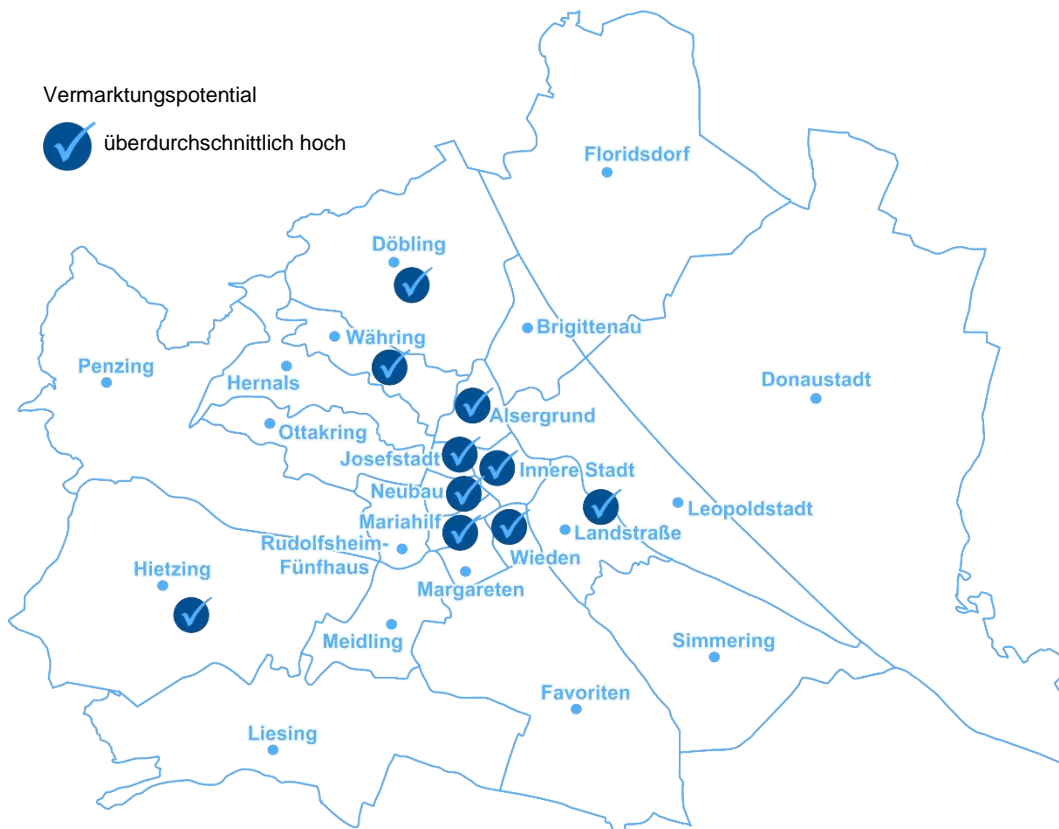 Vermarktungspotential
überdurchschnittlich hoch
Floridsdorf
Döbling
Brigittenau
Währing
Penzing
Hernals
Donaustadt
Alsergrund
Ottakring
Josefstadt
Innere Stadt
Neubau
Leopoldstadt
Mariahilf
Landstraße
Rudolfsheim-
Fünfhaus
Wieden
Hietzing
Margareten
Meidling
Simmering
Favoriten
Liesing